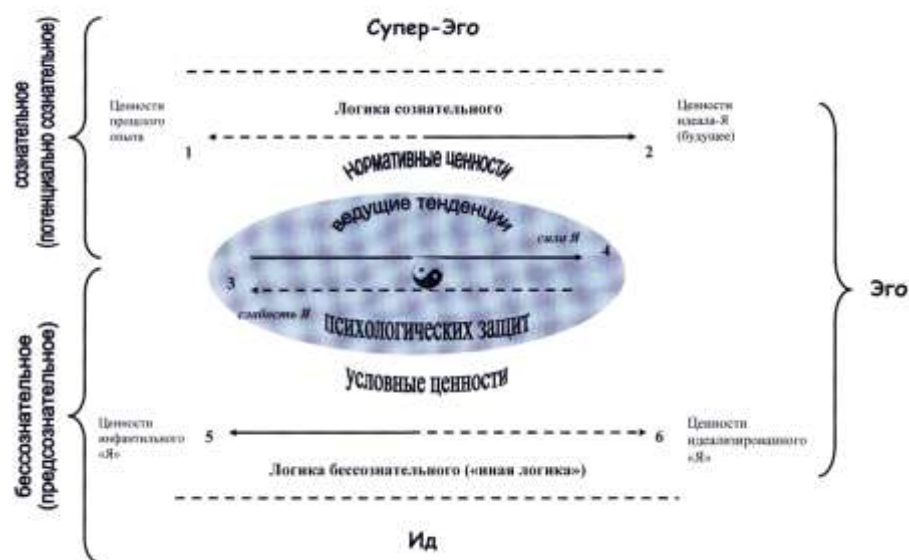 Супер-Эго
сознательное
(потенциально сознательное)
Ценности
прошлого
опыта
Логика сознательного
Ценности
идеала-Я
(будущее)
1
2
нормативные ценности
ведущие тенденции
сила Я
4
3
слабость Я
психологических защит
Эго
условные ценности
бессознательное
(предсознательное)
Ценности
инфантильного
«Я»
5
6
Ценности
идеализированного
«Я»
Логика бессознательного («иная логика»)
Ид